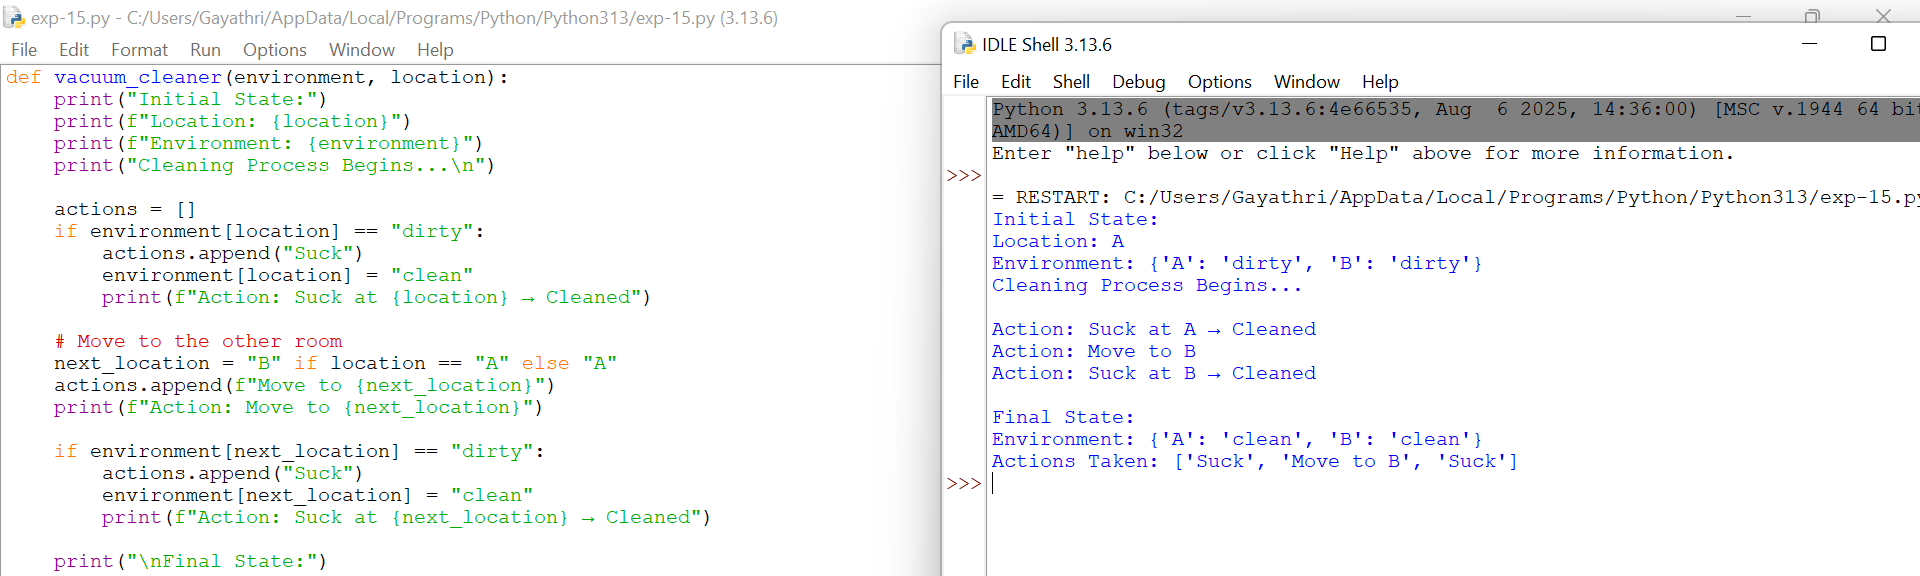 exp-15.py - C:/Users/Gayathri/AppData/Local/Programs/Python/Python313/exp-15.py (3.13.6)
File Edit Format Run Options Window Help
def vacuum_cleaner(environment, location):
    print("Initial State:")
    print(f"Location: {location}")
    print(f"Environment: {environment}")
    print("Cleaning Process Begins...\n")

    actions = []
    if environment[location] == "dirty":
        actions.append("Suck")
        environment[location] = "clean"
        print(f"Action: Suck at {location} → Cleaned")

    # Move to the other room
    next_location = "B" if location == "A" else "A"
    actions.append(f"Move to {next_location}")
    print(f"Action: Move to {next_location}")

    if environment[next_location] == "dirty":
        actions.append("Suck")
        environment[next_location] = "clean"
        print(f"Action: Suck at {next_location} → Cleaned")

    print("\nFinal State:")
IDLE Shell 3.13.6
File Edit Shell Debug Options Window Help
Python 3.13.6 (tags/v3.13.6:4e66535, Aug  6 2025, 14:36:00) [MSC v.1944 64 bit
AMD64)] on win32
Enter "help" below or click "Help" above for more information.
>>>
= RESTART: C:/Users/Gayathri/AppData/Local/Programs/Python/Python313/exp-15.py
Initial State:
Location: A
Environment: {'A': 'dirty', 'B': 'dirty'}
Cleaning Process Begins...

Action: Suck at A → Cleaned
Action: Move to B
Action: Suck at B → Cleaned

Final State:
Environment: {'A': 'clean', 'B': 'clean'}
Actions Taken: ['Suck', 'Move to B', 'Suck']
>>>